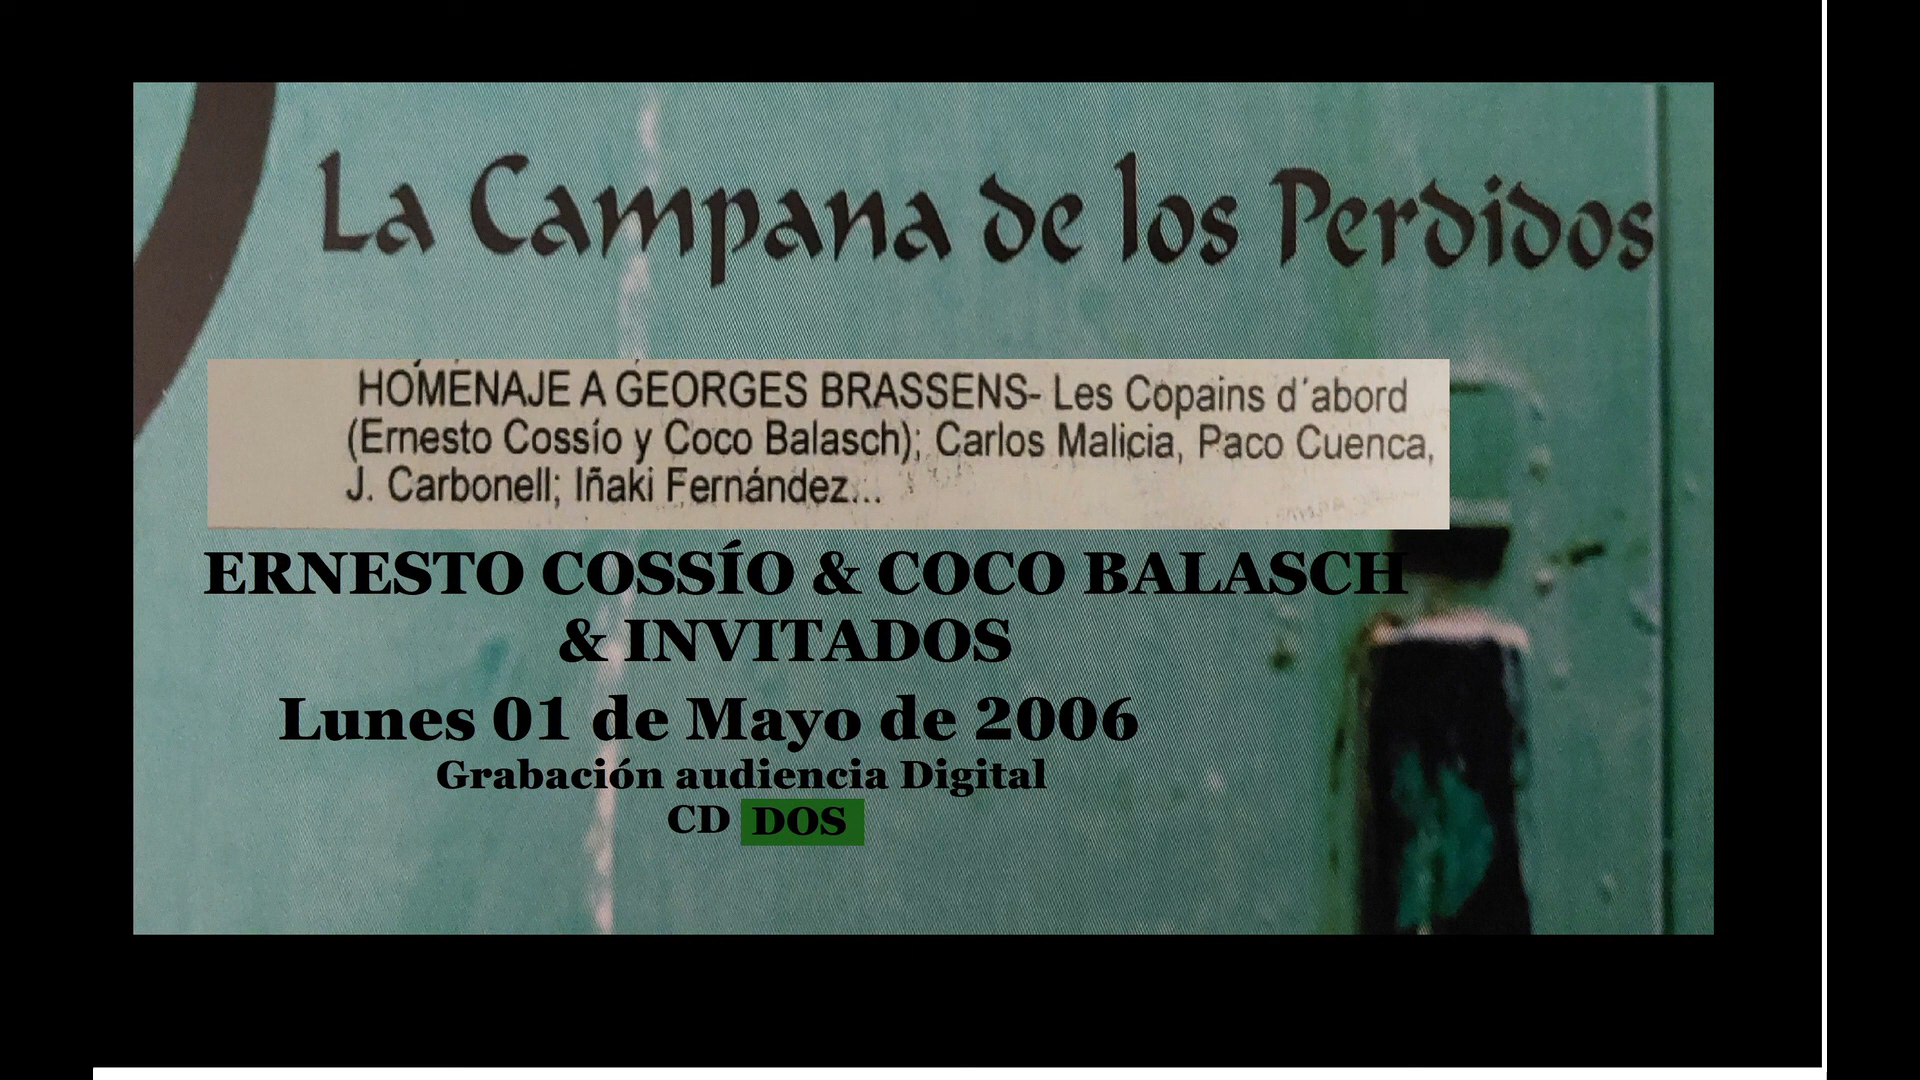 La Campana de los Perdidos
HOMENAJE A GEORGES BRASSENS- Les Copains d´abord
(Ernesto Cossío y Coco Balasch); Carlos Malicia, Paco Cuenca,
J. Carbonell; Iñaki Fernández...
ERNESTO COSSÍO & COCO BALASCH
& INVITADOS
Lunes 01 de Mayo de 2006
Grabación audiencia Digital
CD DOS